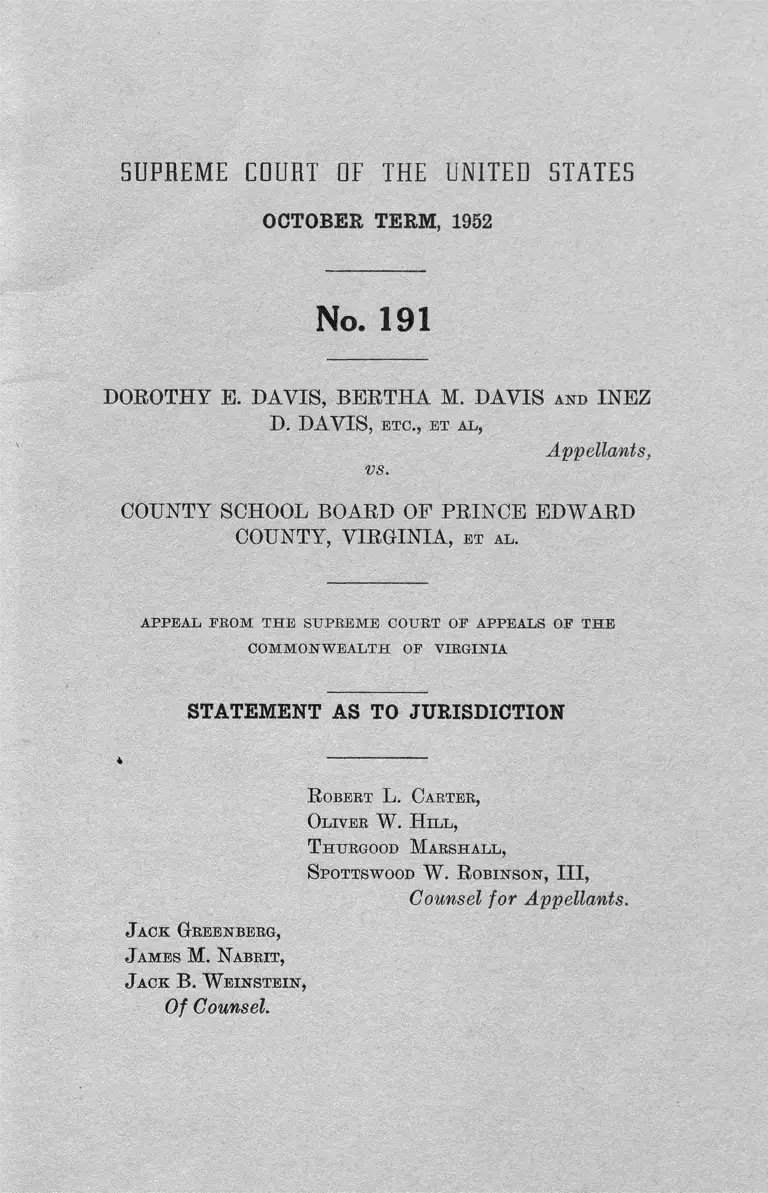 SUPREME COURT OF THE UNITED STATES
OCTOBER TERM, 1952
No. 191
DOROTHY E. DAVIS, BERTHA M. DAVIS AND INEZ
D. DAVIS, ETC., ET AL,
Appellants,
vs.
COUNTY SCHOOL BOARD OF PRINCE EDWARD
COUNTY, VIRGINIA, ET AL.
APPEAL FROM THE SUPREME COURT OF APPEALS OF THE
COMMONWEALTH OF VIRGINIA
STATEMENT AS TO JURISDICTION
ROBERT L. CARTER,
OLIVER W. HILL,
THURGOOD MARSHALL,
SPOTTSWOOD W. ROBINSON, III,
Counsel for Appellants.
JACK GREENBERG,
JAMES M. NABRIT,
JACK B. WEINSTEIN,
Of Counsel.